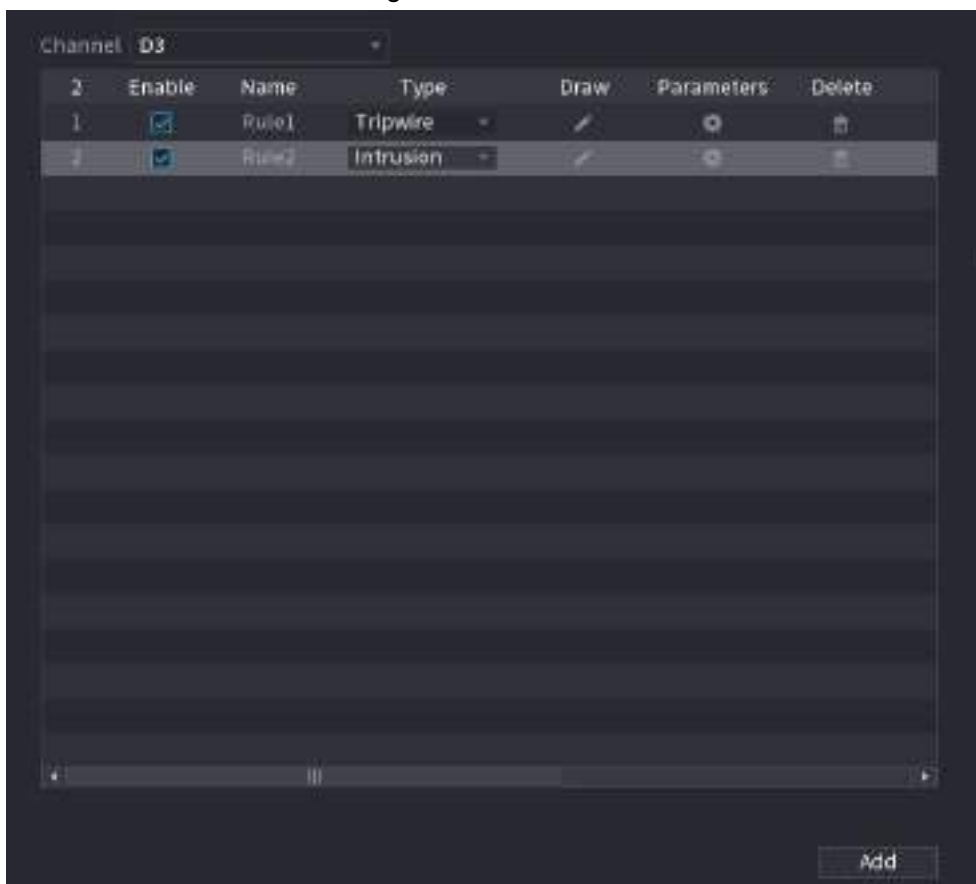 Channel D3
2 Enable Name Type Draw Parameters Delete
1 Rule1 Tripwire
2 Rule2 Intrusion
Add